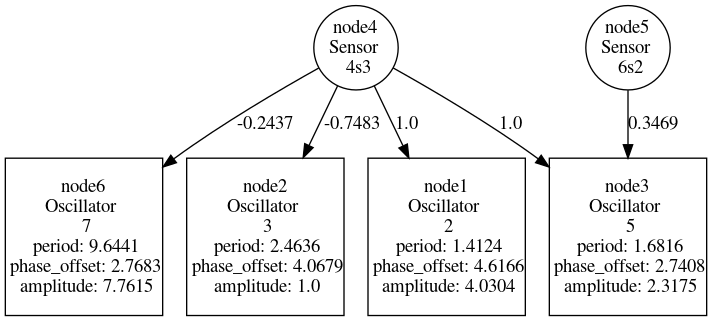 node4
Sensor
4s3
node5
Sensor
6s2
-0.2437
-0.7483
1.0
1.0
0.3469
node6
Oscillator
7
period: 9.6441
phase_offset: 2.7683
amplitude: 7.7615
node2
Oscillator
3
period: 2.4636
phase_offset: 4.0679
amplitude: 1.0
node1
Oscillator
2
period: 1.4124
phase_offset: 4.6166
amplitude: 4.0304
node3
Oscillator
5
period: 1.6816
phase_offset: 2.7408
amplitude: 2.3175